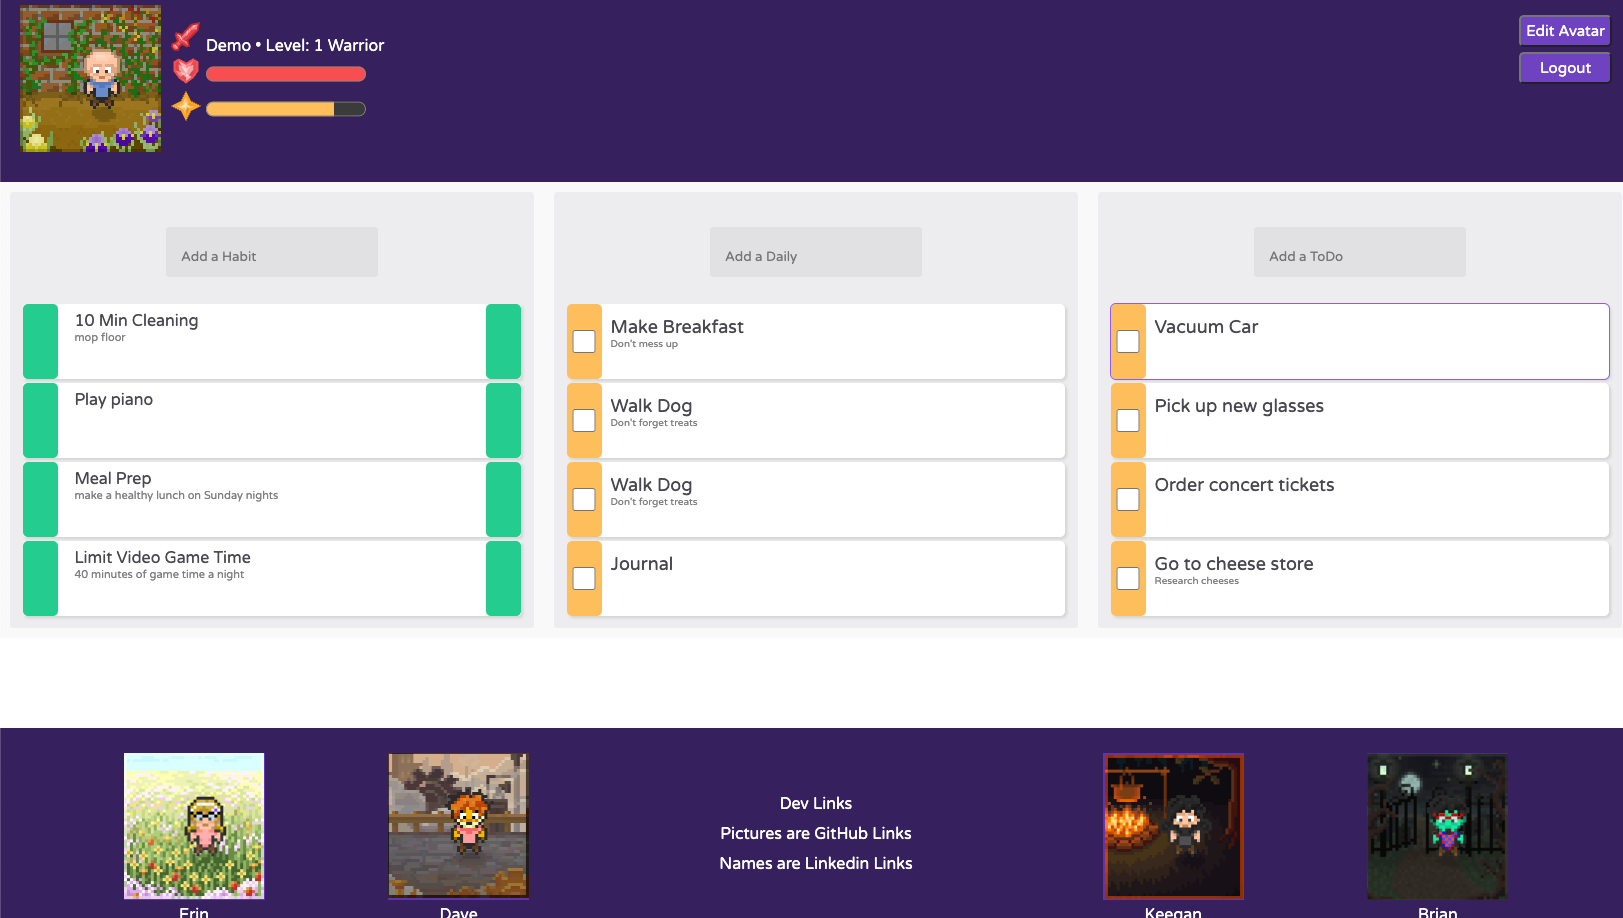 Demo • Level: 1 Warrior
Edit Avatar
Logout
Add a Habit
10 Min Cleaning
mop floor
Play piano
Meal Prep
make a healthy lunch on Sunday nights
Limit Video Game Time
40 minutes of game time a night
Add a Daily
Make Breakfast
Don't mess up
Walk Dog
Don't forget treats
Walk Dog
Don't forget treats
Journal
Add a ToDo
Vacuum Car
Pick up new glasses
Order concert tickets
Go to cheese store
Research cheeses
Dev Links
Pictures are GitHub Links
Names are Linkedin Links
Erin
Dave
Keegan
Brian